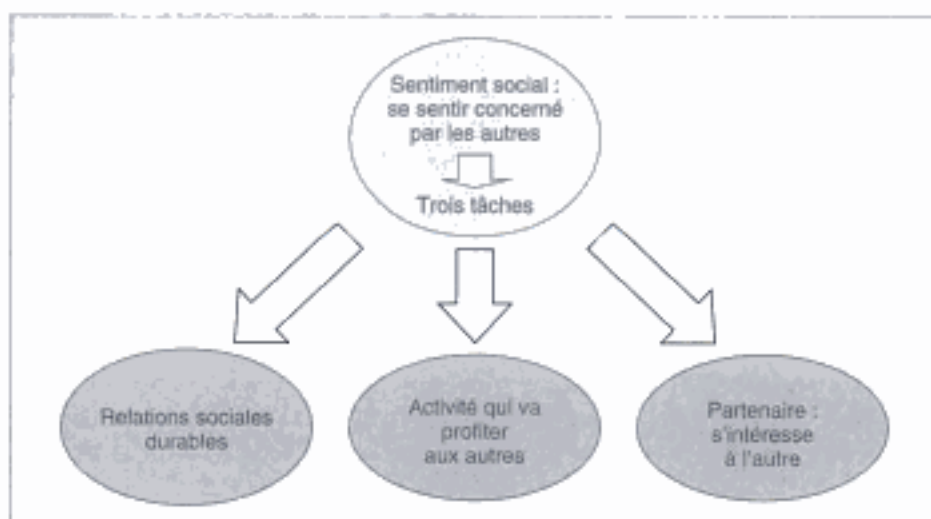 Sentiment social :
se sentir concerné
par les autres
Trois tâches
Relations sociales
durables
Activité qui va
profiter
aux autres
Partenaire :
s'intéresse
à l'autre